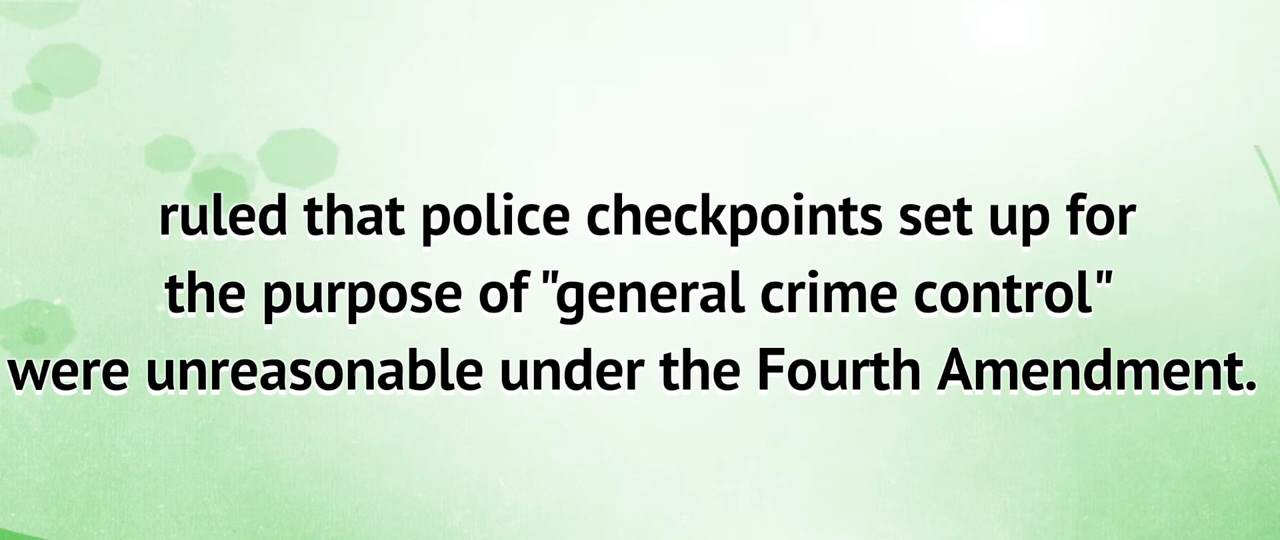 ruled that police checkpoints set up for
the purpose of "general crime control"
were unreasonable under the Fourth Amendment.